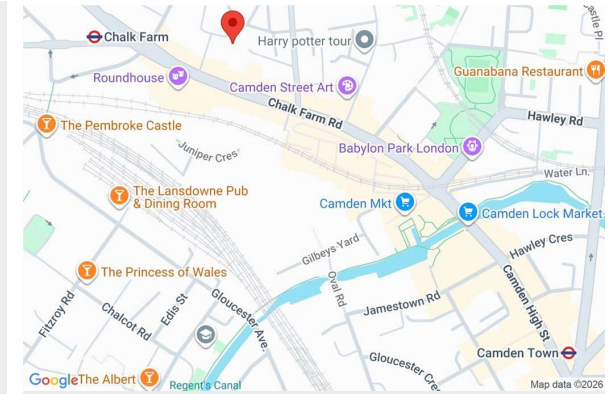 Chalk Farm
Harry potter tour
astle Pl
Roundhouse
Camden Street Art
Guanabana Restaurant
Chalk Farm Rd
Hawley Rd
The Pembroke Castle
"Juniper Cres"
Babylon Park London
Water Ln.
The Lansdowne Pub
& Dining Room
Camden Mkt
Camden Lock Market
Gilbeys Yard
Hawley Cres
The Princess of Wales
Oval Rd
Jamestown Rd
Fitzroy Rd
Edis St
Gloucester Ave.
Chalcot Rd
Camden High St
Gloucester Cres
Camden Town
Google
The Albert
Regent's Canal
Map data ©2026